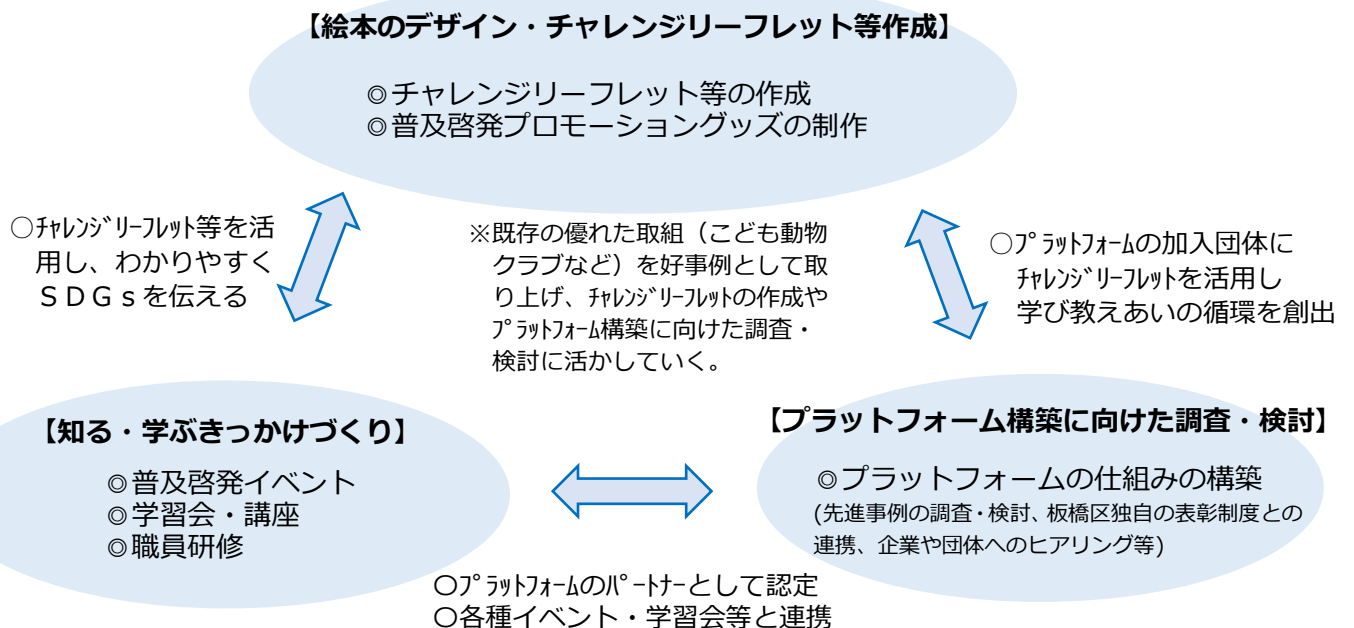 【絵本のデザイン・チャレンジリーフレット等作成】
◎チャレンジリーフレット等の作成
◎普及啓発プロモーショングッズの制作
○ﾁｬﾚﾝｼﾞﾘｰﾌﾚｯﾄ等を活
用し、わかりやすく
ＳＤＧｓを伝える
※既存の優れた取組（こども動物
クラブなど）を好事例として取
り上げ、ﾁｬﾚﾝｼﾞﾘｰﾌﾚｯﾄの作成や
ﾌﾟﾗｯﾄﾌｫｰﾑ構築に向けた調査・
検討に活かしていく。
○ﾌﾟﾗｯﾄﾌｫｰﾑの加入団体に
ﾁｬﾚﾝｼﾞﾘｰﾌﾚｯﾄを活用し
学び教えあいの循環を創出
【知る・学ぶきっかけづくり】
◎普及啓発イベント
◎学習会・講座
◎職員研修
【プラットフォーム構築に向けた調査・検討】
◎プラットフォームの仕組みの構築
(先進事例の調査・検討、板橋区独自の表彰制度との
連携、企業や団体へのヒアリング等)
〇ﾌﾟﾗｯﾄﾌｫｰﾑのﾊﾟｰﾄﾅｰとして認定
〇各種イベント・学習会等と連携